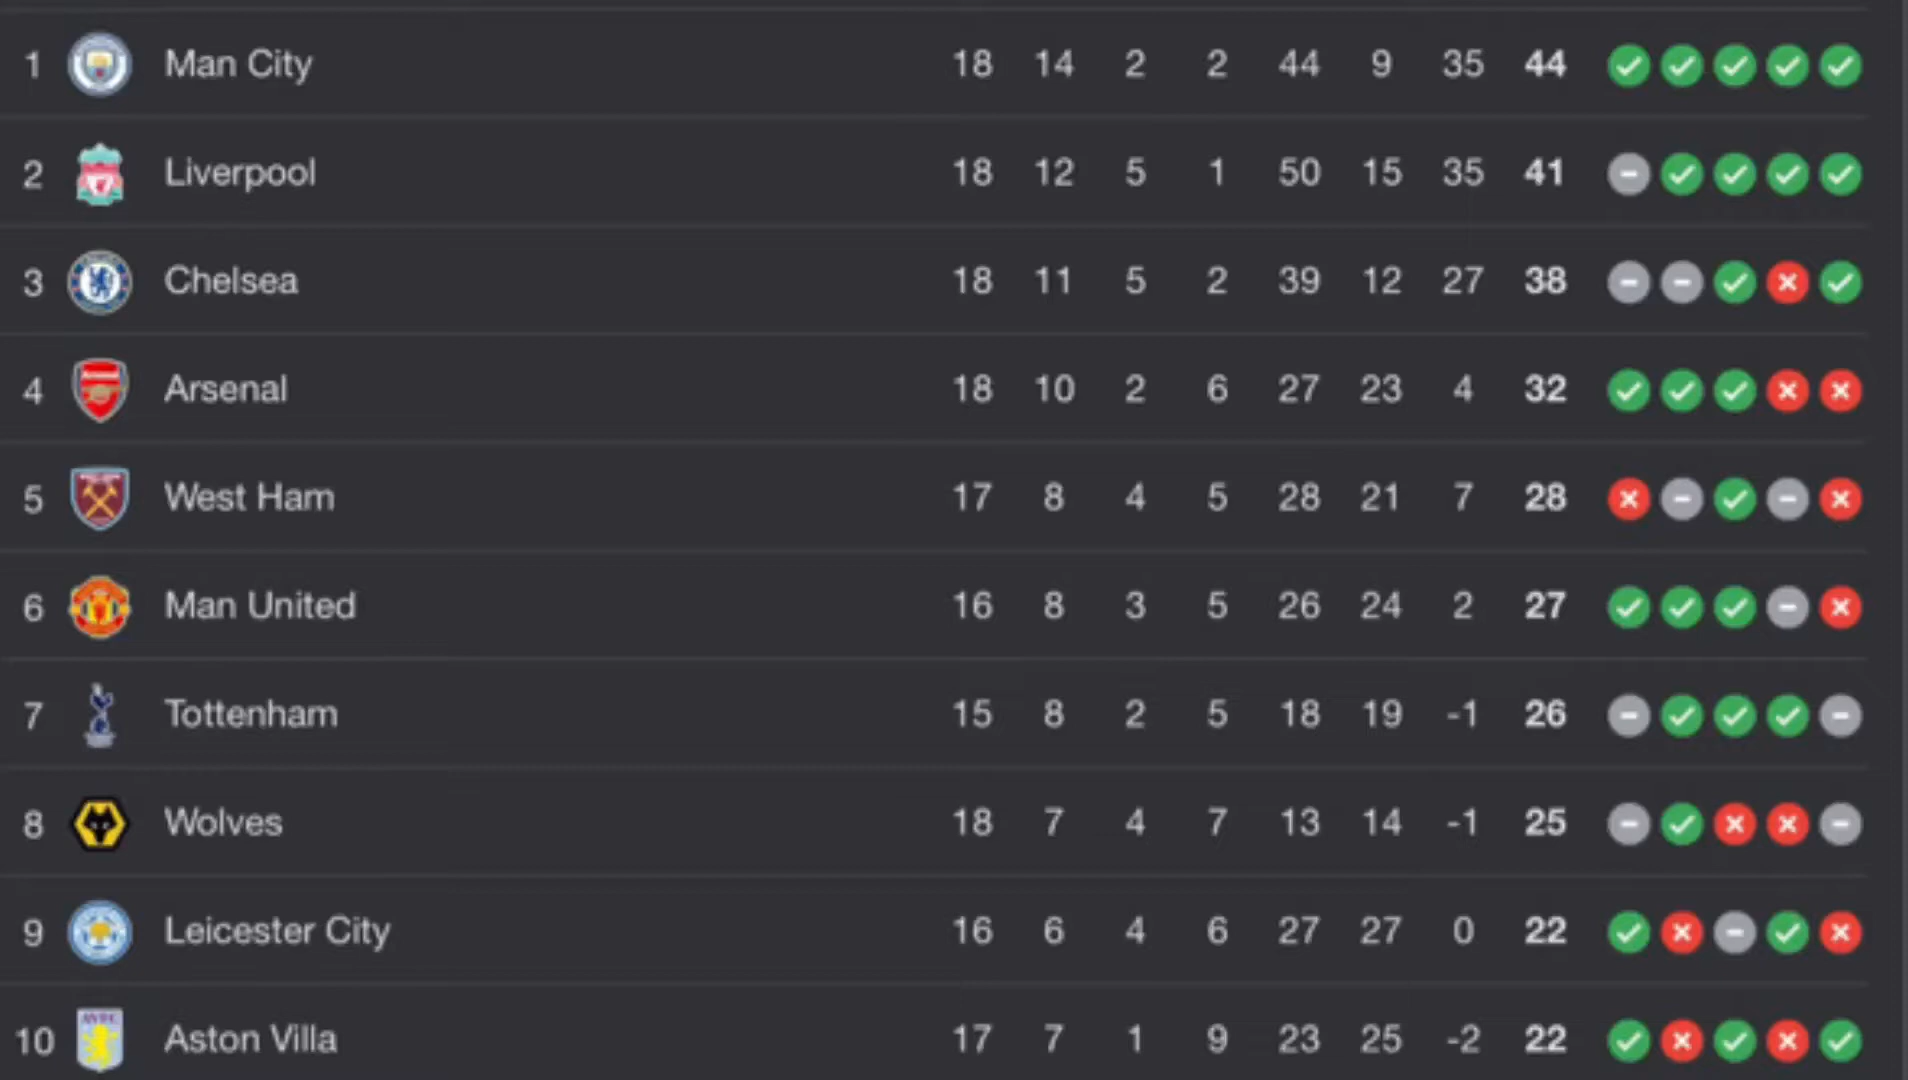 1 Man City 18 14 2 2 44 9 35 44
2 Liverpool 18 12 5 1 50 15 35 41
3 Chelsea 18 11 5 2 39 12 27 38
4 Arsenal 18 10 2 6 27 23 4 32
5 West Ham 17 8 4 5 28 21 7 28
6 Man United 16 8 3 5 26 24 2 27
7 Tottenham 15 8 2 5 18 19 -1 26
8 Wolves 18 7 4 7 13 14 -1 25
9 Leicester City 16 6 4 6 27 27 0 22
10 Aston Villa 17 7 1 9 23 25 -2 22